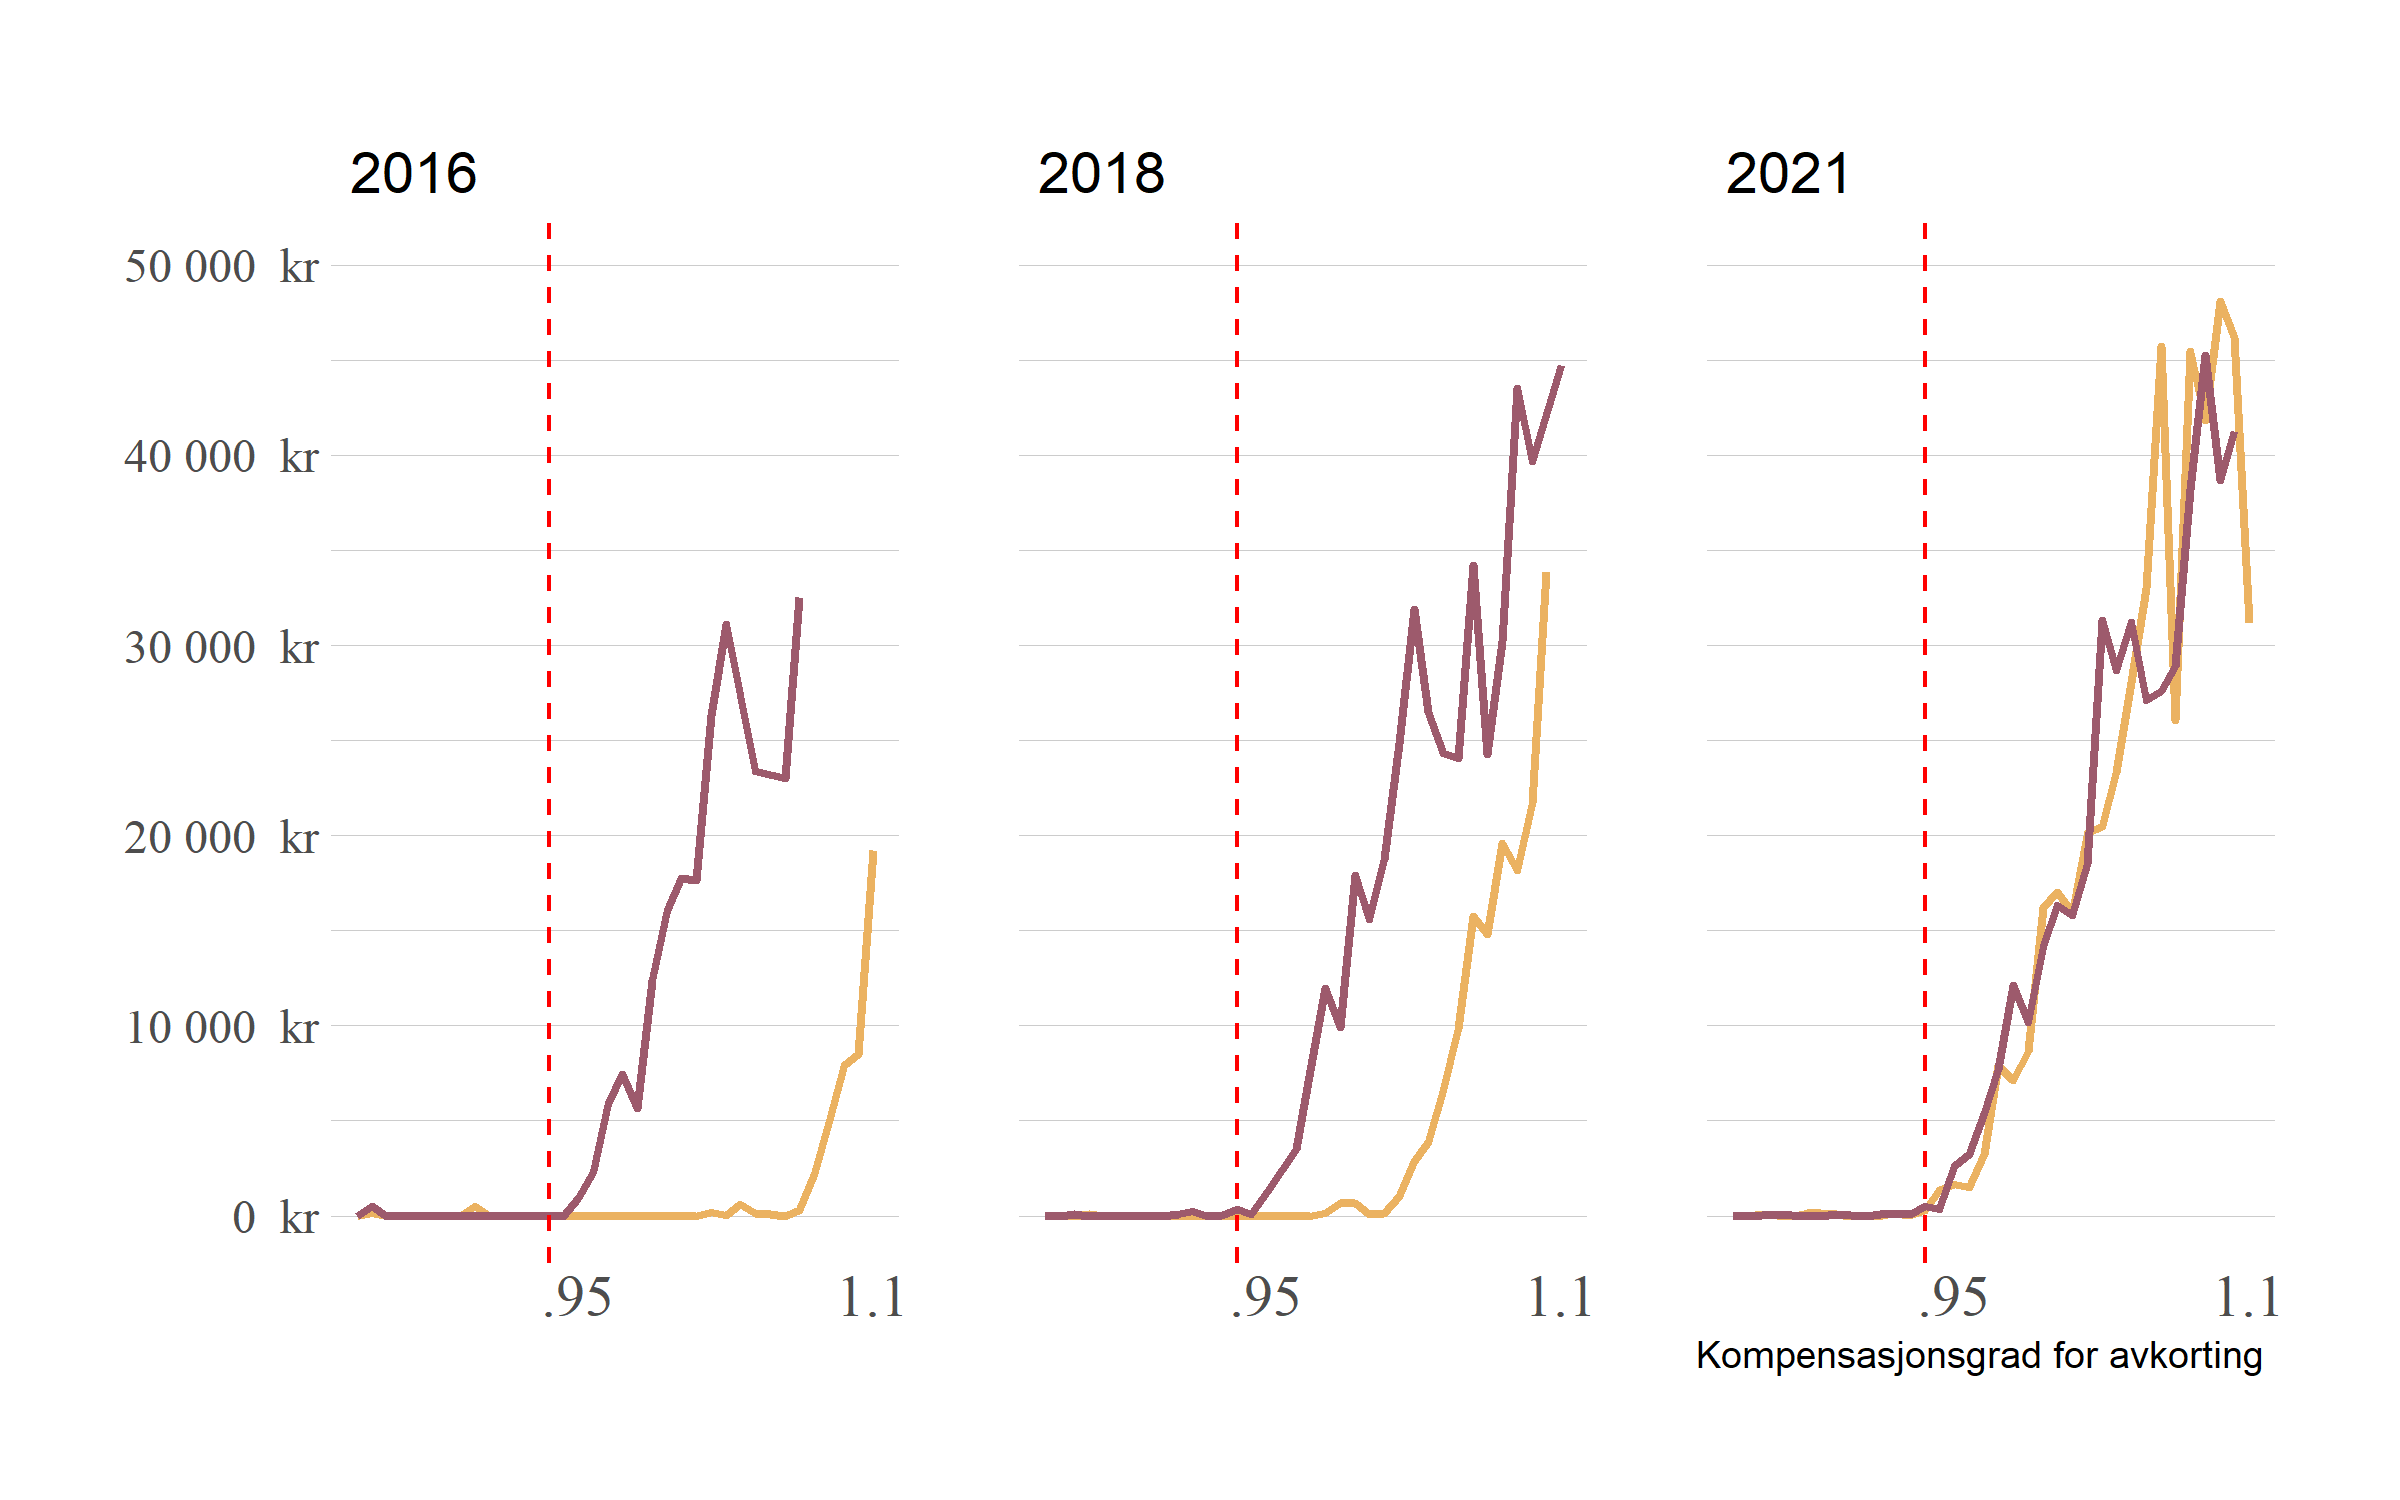 2016 2018 2021
50 000 kr
40 000 kr
30 000 kr
20 000 kr
10 000 kr
0 kr
.95 1.1 .95 1.1 .95 1.1
Kompensasjonsgrad for avkorting